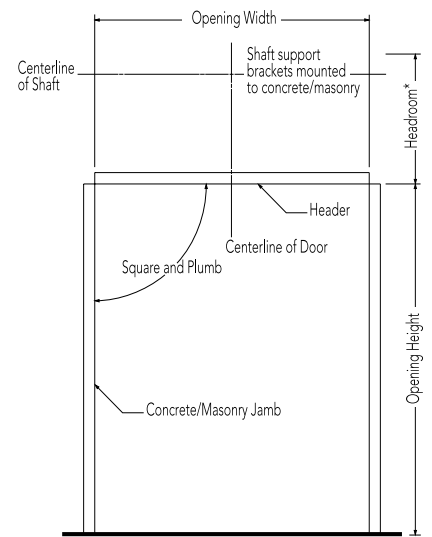 Opening Width
Centerline
of Shaft
Shaft support
brackets mounted
to concrete/masonry
Headroom*
Header
Centerline of Door
Square and Plumb
Opening Height
Concrete/Masonry Jamb